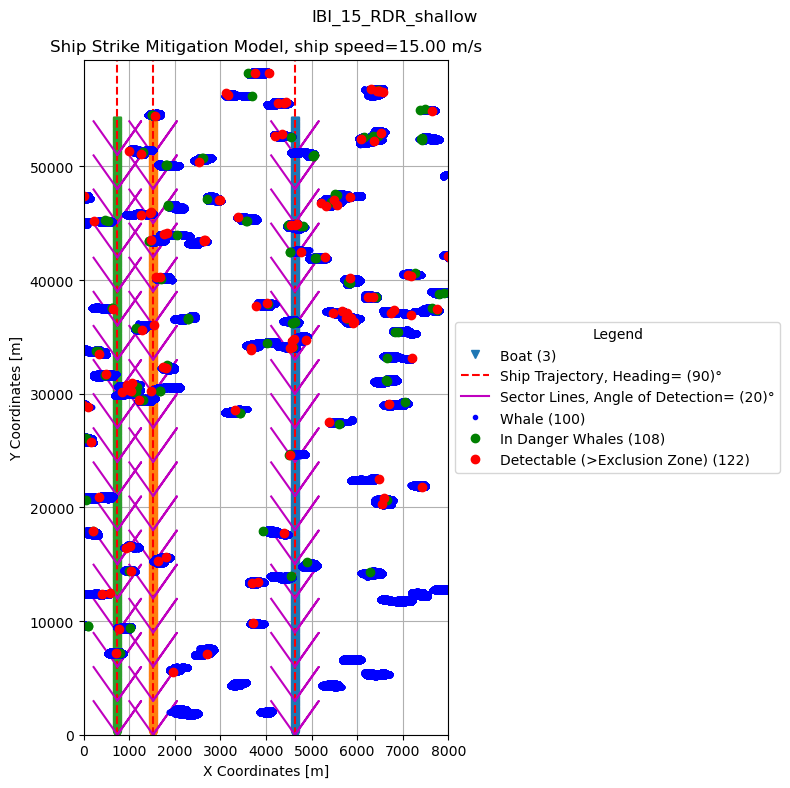 IBI_15_RDR_shallow
Ship Strike Mitigation Model, ship speed=15.00 m/s
Y Coordinates [m]
50000
40000
30000
20000
10000
0
0 1000 2000 3000 4000 5000 6000 7000 8000
X Coordinates [m]
Legend
Boat (3)
Ship Trajectory, Heading= (90)°
Sector Lines, Angle of Detection= (20)°
Whale (100)
In Danger Whales (108)
Detectable (>Exclusion Zone) (122)